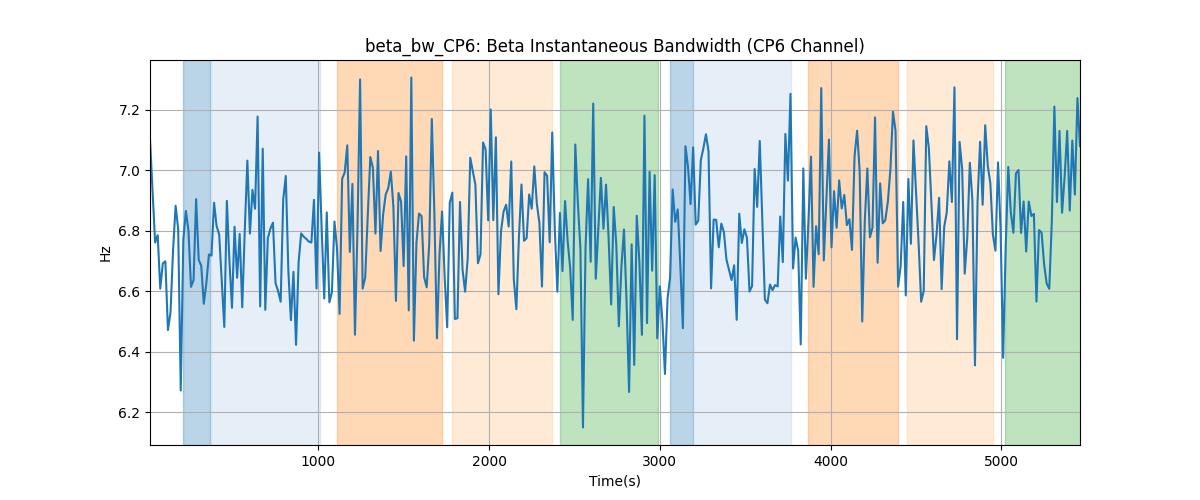 beta_bw_CP6: Beta Instantaneous Bandwidth (CP6 Channel)
Hz
7.2
7.0
6.8
6.6
6.4
6.2
1000 2000 3000 4000 5000
Time(s)